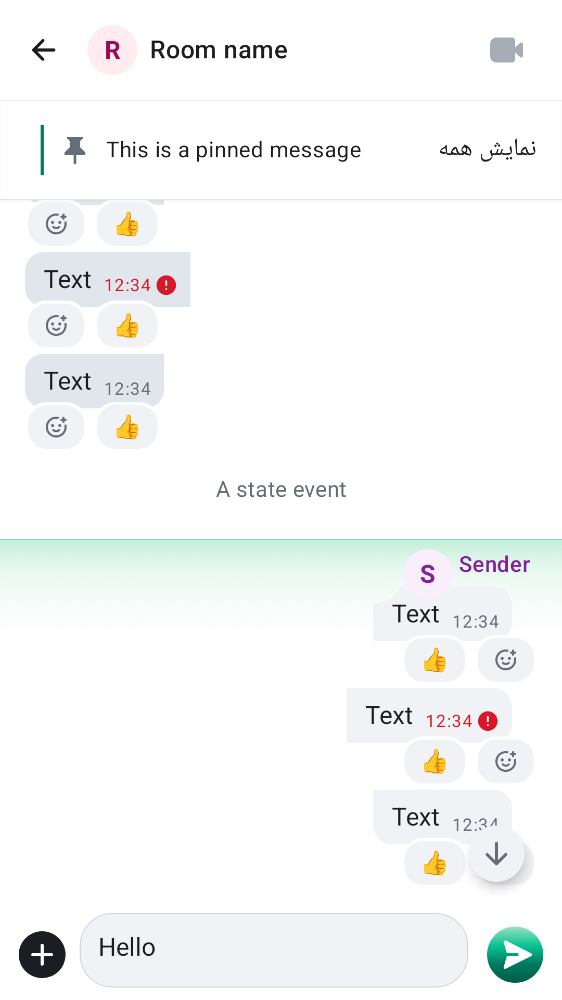 R Room name
This is a pinned message نمایش همه
👍
Text 12:34
👍
Text 12:34
👍
A state event
S Sender
Text 12:34
👍
Text 12:34
👍
Text 12:34
👍
Hello